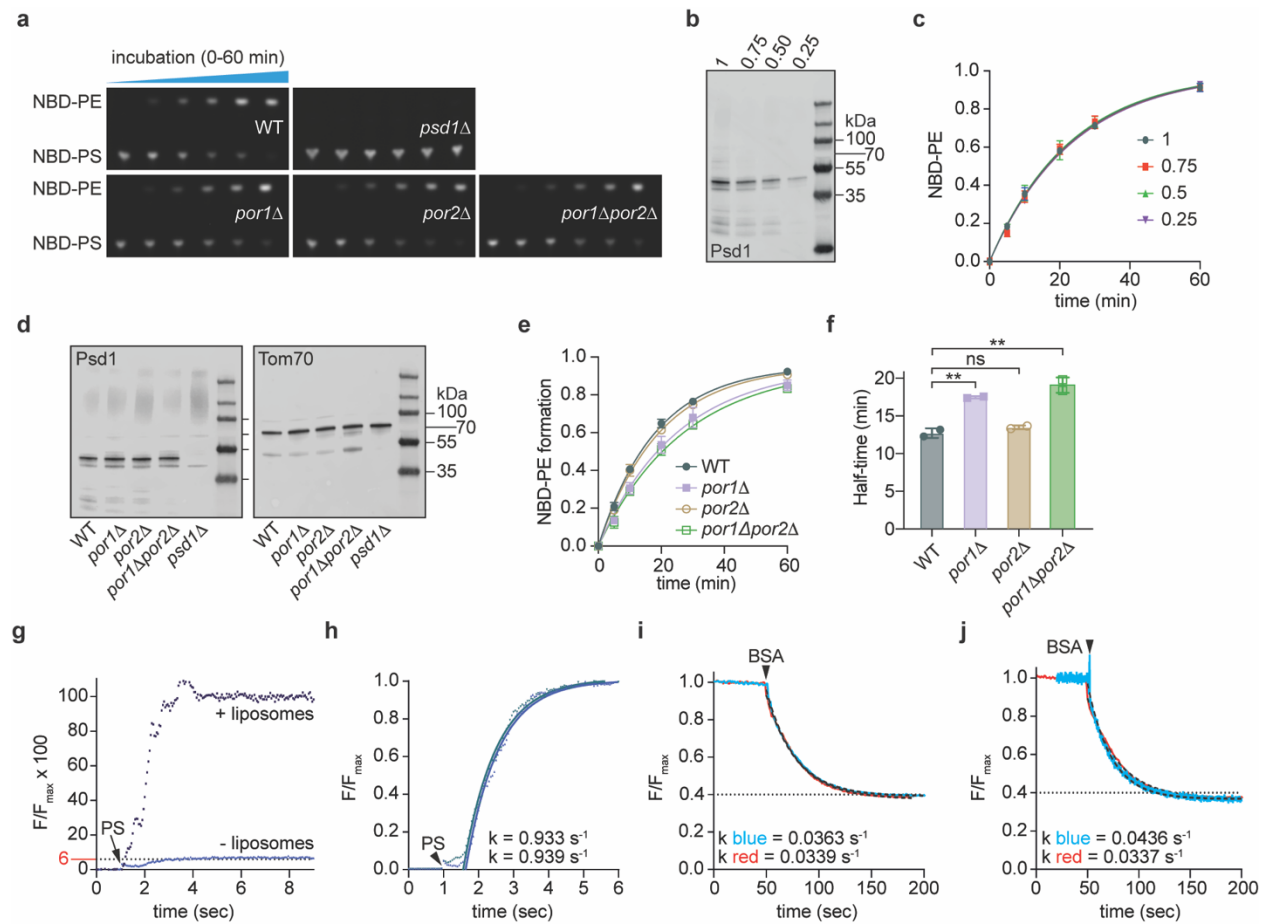 a
incubation (0-60 min)
NBD-PE
WT
psd1Δ
NBD-PS
NBD-PE
por1Δ
por2Δ
por1Δpor2Δ
NBD-PS
b
1
0.75
0.50
0.25
kDa
100
70
55
35
Psd1
c
NBD-PE
1.0
0.8
0.6
0.4
0.2
0.0
1
0.75
0.5
0.25
0 20 40 60
time (min)
d
Psd1
Tom70
kDa
100
70
55
35
WT
por1Δ
por2Δ
por1Δpor2Δ
psd1Δ
WT
por1Δ
por2Δ
por1Δpor2Δ
psd1Δ
e
NBD-PE formation
1.0
0.8
0.6
0.4
0.2
0.0
WT
por1Δ
por2Δ
por1Δpor2Δ
0 20 40 60
time (min)
f
Half-time (min)
**
ns
**
20
15
10
5
0
WT
por1Δ
por2Δ
por1Δpor2Δ
g
F/Fmax x 100
100
80
60
40
20
6
0
PS
+ liposomes
- liposomes
0 2 4 6 8
time (sec)
h
F/Fmax
1.0
0.8
0.6
0.4
0.2
0.0
PS
k = 0.933 s-1
k = 0.939 s-1
0 1 2 3 4 5 6
time (sec)
i
BSA
F/Fmax
1.0
0.8
0.6
0.4
0.2
0.0
k blue = 0.0363 s-1
k red = 0.0339 s-1
0 50 100 150 200
time (sec)
j
BSA
F/Fmax
1.0
0.8
0.6
0.4
0.2
0.0
k blue = 0.0436 s-1
k red = 0.0337 s-1
0 50 100 150 200
time (sec)